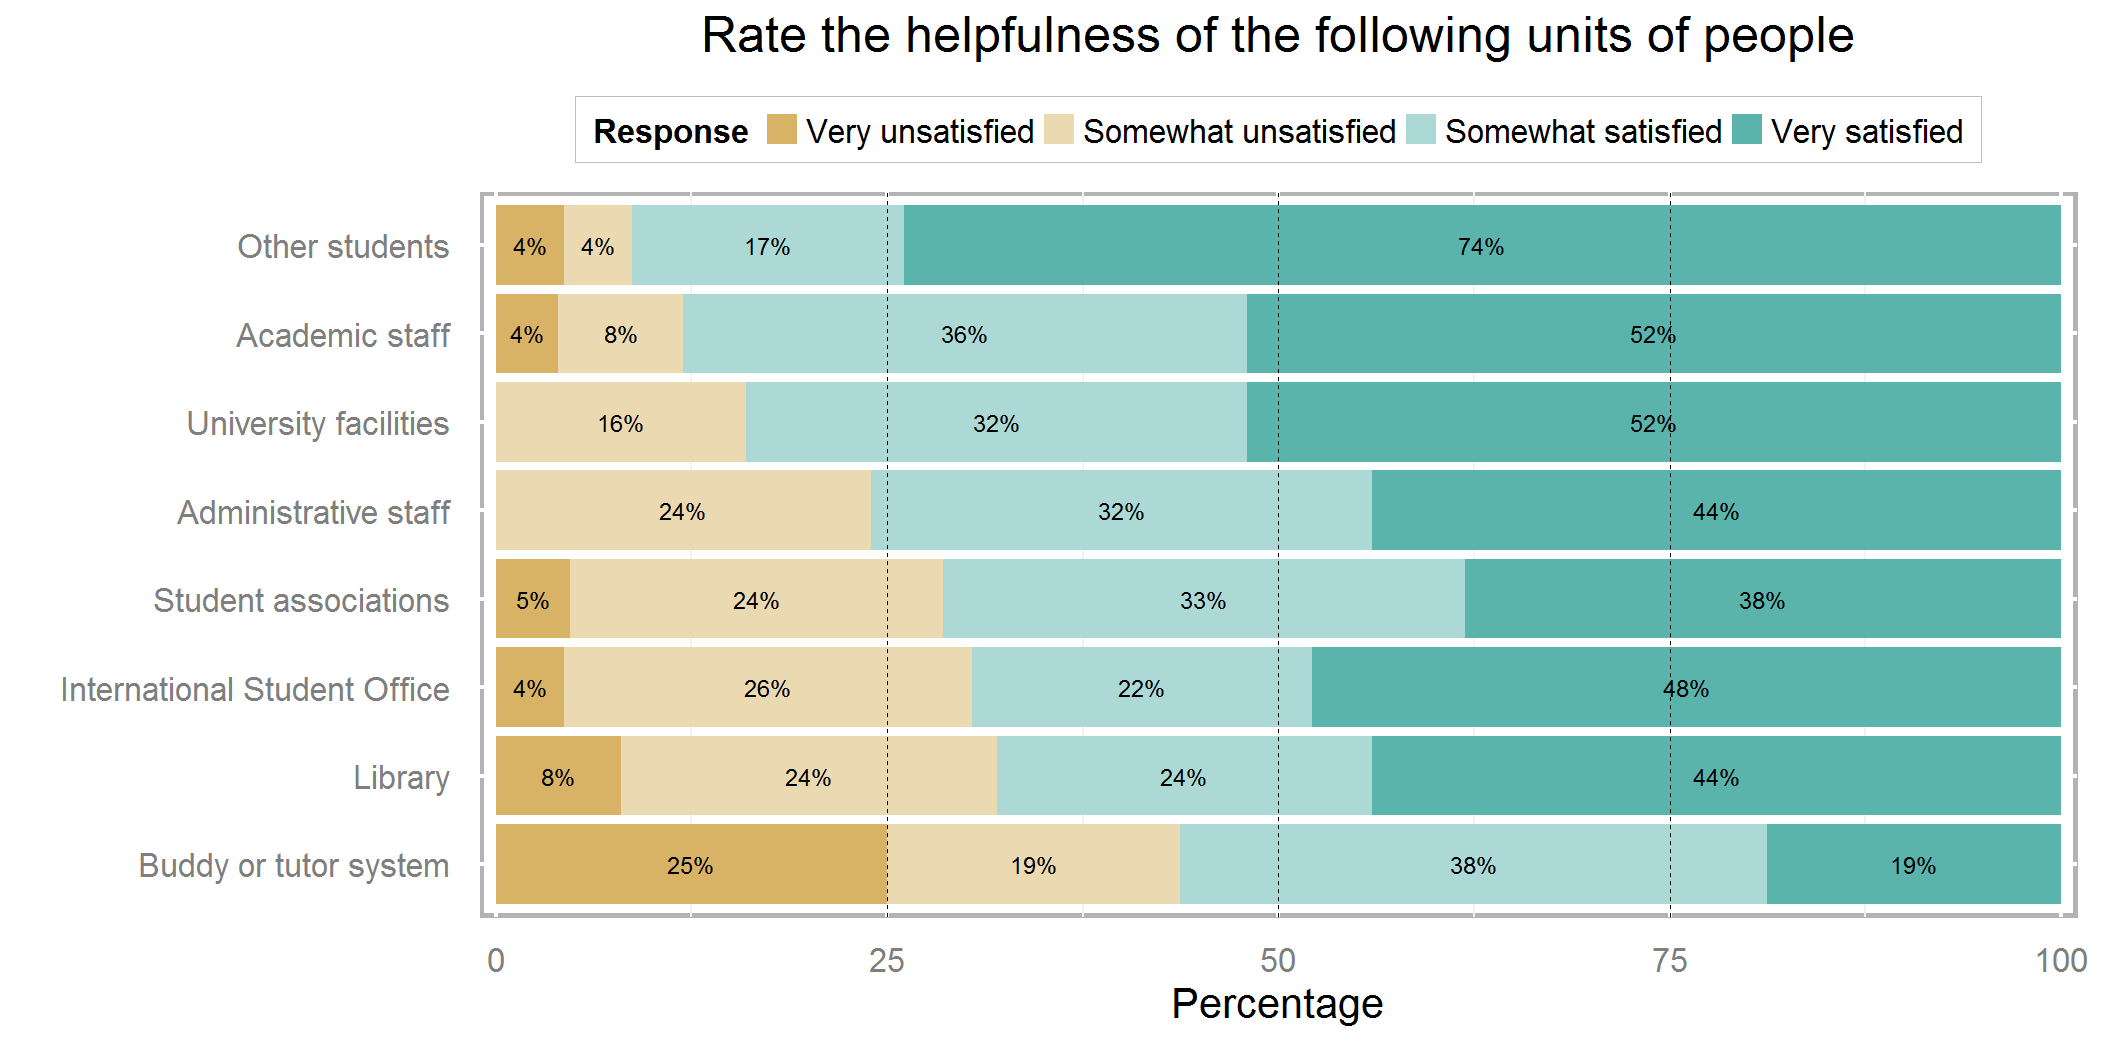 Rate the helpfulness of the following units of people
Response Very unsatisfied Somewhat unsatisfied Somewhat satisfied Very satisfied
Other students 4% 4% 17% 74%
Academic staff 4% 8% 36% 52%
University facilities 16% 32% 52%
Administrative staff 24% 32% 44%
Student associations 5% 24% 33% 38%
International Student Office 4% 26% 22% 48%
Library 8% 24% 24% 44%
Buddy or tutor system 25% 19% 38% 19%
0 25 50 75 100
Percentage